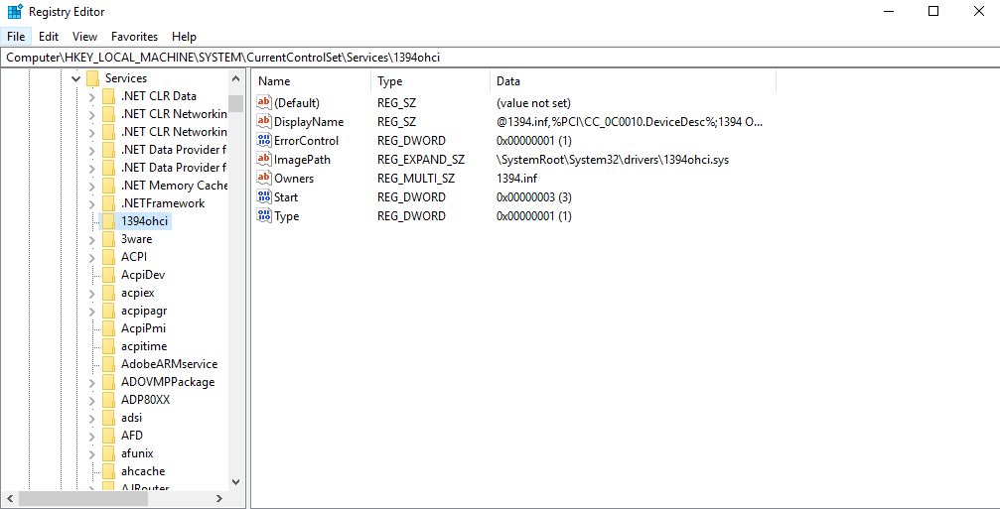 Registry Editor
File Edit View Favorites Help
Computer\HKEY_LOCAL_MACHINE\SYSTEM\CurrentControlSet\Services\1394ohci
Services
.NET CLR Data
.NET CLR Networkin
.NET CLR Networkin
.NET Data Provider f
.NET Data Provider f
.NET Memory Cache
.NETFramework
1394ohci
3ware
ACPI
AcpiDev
acpiex
acpipagr
AcpiPmi
acpitime
AdobeARMservice
ADOVMPPackage
ADP80XX
adsi
AFD
afunix
ahcache
AJRouter
Name Type Data
(Default) REG_SZ (value not set)
DisplayName REG_SZ @1394.inf,%PCI\CC_0C0010.DeviceDesc%;1394 O...
ErrorControl REG_DWORD 0x00000001 (1)
ImagePath REG_EXPAND_SZ \SystemRoot\System32\drivers\1394ohci.sys
Owners REG_MULTI_SZ 1394.inf
Start REG_DWORD 0x00000003 (3)
Type REG_DWORD 0x00000001 (1)